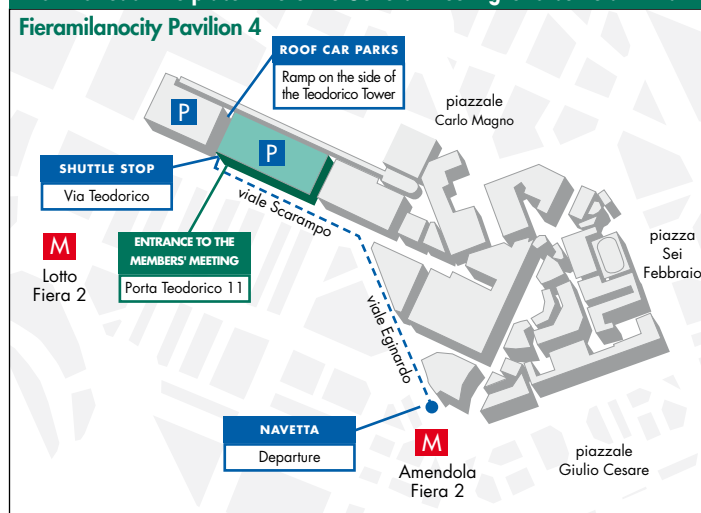 Fieramilanocity Pavilion 4
ROOF CAR PARKS
Ramp on the side of
the Teodorico Tower
piazzale
Carlo Magno
P
P
SHUTTLE STOP
Via Teodorico
viale Scarampo
M
Lotto
Fiera 2
ENTRANCE TO THE
MEMBERS' MEETING
Porta Teodorico 11
piazza
Sei
Febbraio
viale Eginardo
NAVETTA
Departure
M
Amendola
Fiera 2
piazzale
Giulio Cesare